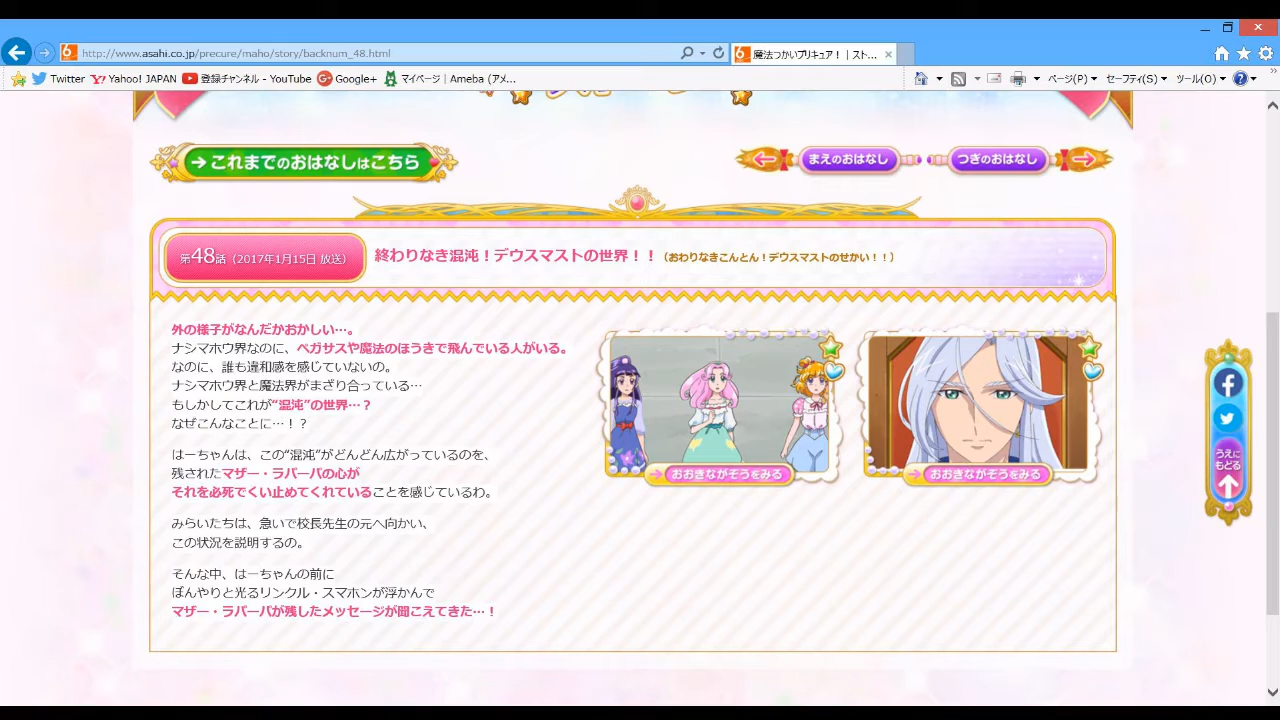 http://www.asahi.co.jp/precure/maho/story/backnum_48.html
魔法つかいプリキュア！｜スト...
Twitter
Yahoo! JAPAN
登録チャンネル - YouTube
Google+
マイページ | Ameba (アメ...
ページ(P)
セーフティ(S)
ツール(O)
これまでのおはなしはこちら
まえのおはなし
つぎのおはなし
第48話（2017年1月15日 放送）
終わりなき混沌！デウスマストの世界！！（おわりなきこんとん！デウスマストのせかい！！）
外の様子がなんだかおかしい…。
ナシマホウ界なのに、ペガサスや魔法のほうきで飛んでいる人がいる。
なのに、誰も違和感を感じていないの。
ナシマホウ界と魔法界がまざり合っている…
もしかしてこれが“混沌”の世界…？
なぜこんなことに…！？
はーちゃんは、この“混沌”がどんどん広がっているのを、
残されたマザー・ラパーパの心が
それを必死でくい止めてくれていることを感じているわ。
みらいたちは、急いで校長先生の元へ向かい、
この状況を説明するの。
そんな中、はーちゃんの前に
ぼんやりと光るリンクル・スマホンが浮かんで
マザー・ラパーパが残したメッセージが聞こえてきた…！
おおきながぞうをみる
おおきながぞうをみる
うえに
もどる